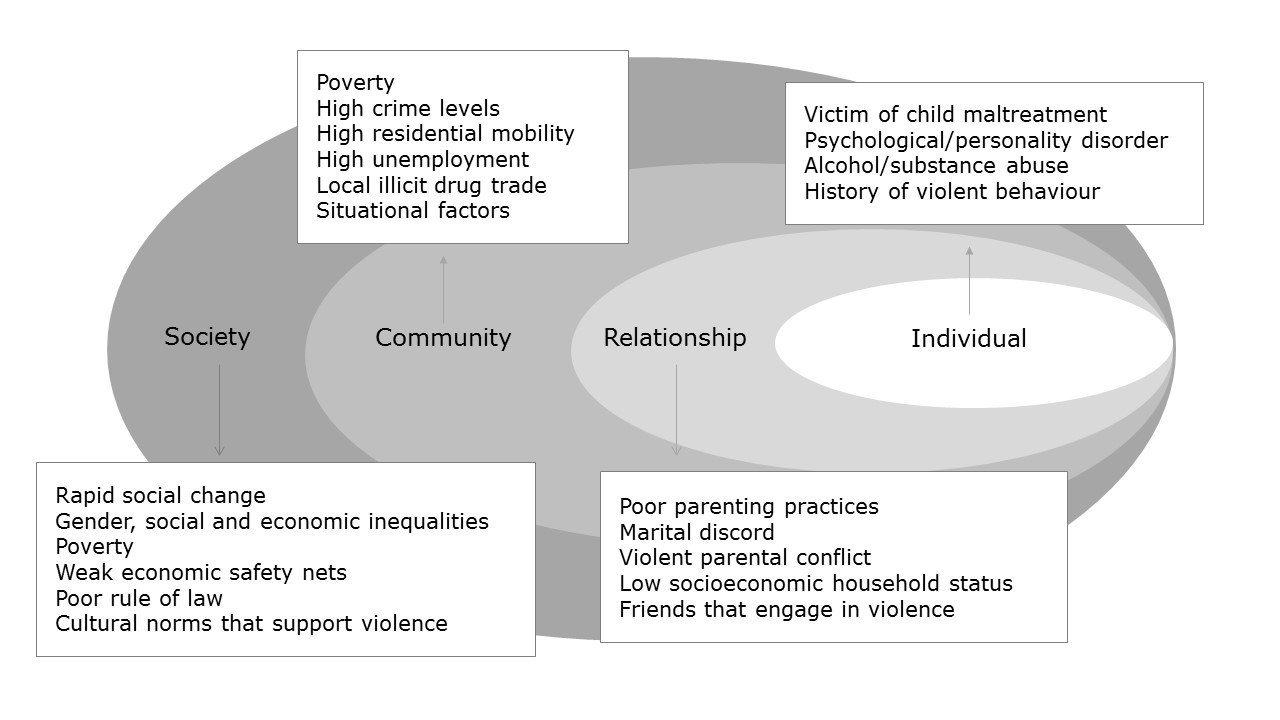 Poverty
High crime levels
High residential mobility
High unemployment
Local illicit drug trade
Situational factors
Victim of child maltreatment
Psychological/personality disorder
Alcohol/substance abuse
History of violent behaviour
Society
Community
Relationship
Individual
Rapid social change
Gender, social and economic inequalities
Poverty
Weak economic safety nets
Poor rule of law
Cultural norms that support violence
Poor parenting practices
Marital discord
Violent parental conflict
Low socioeconomic household status
Friends that engage in violence